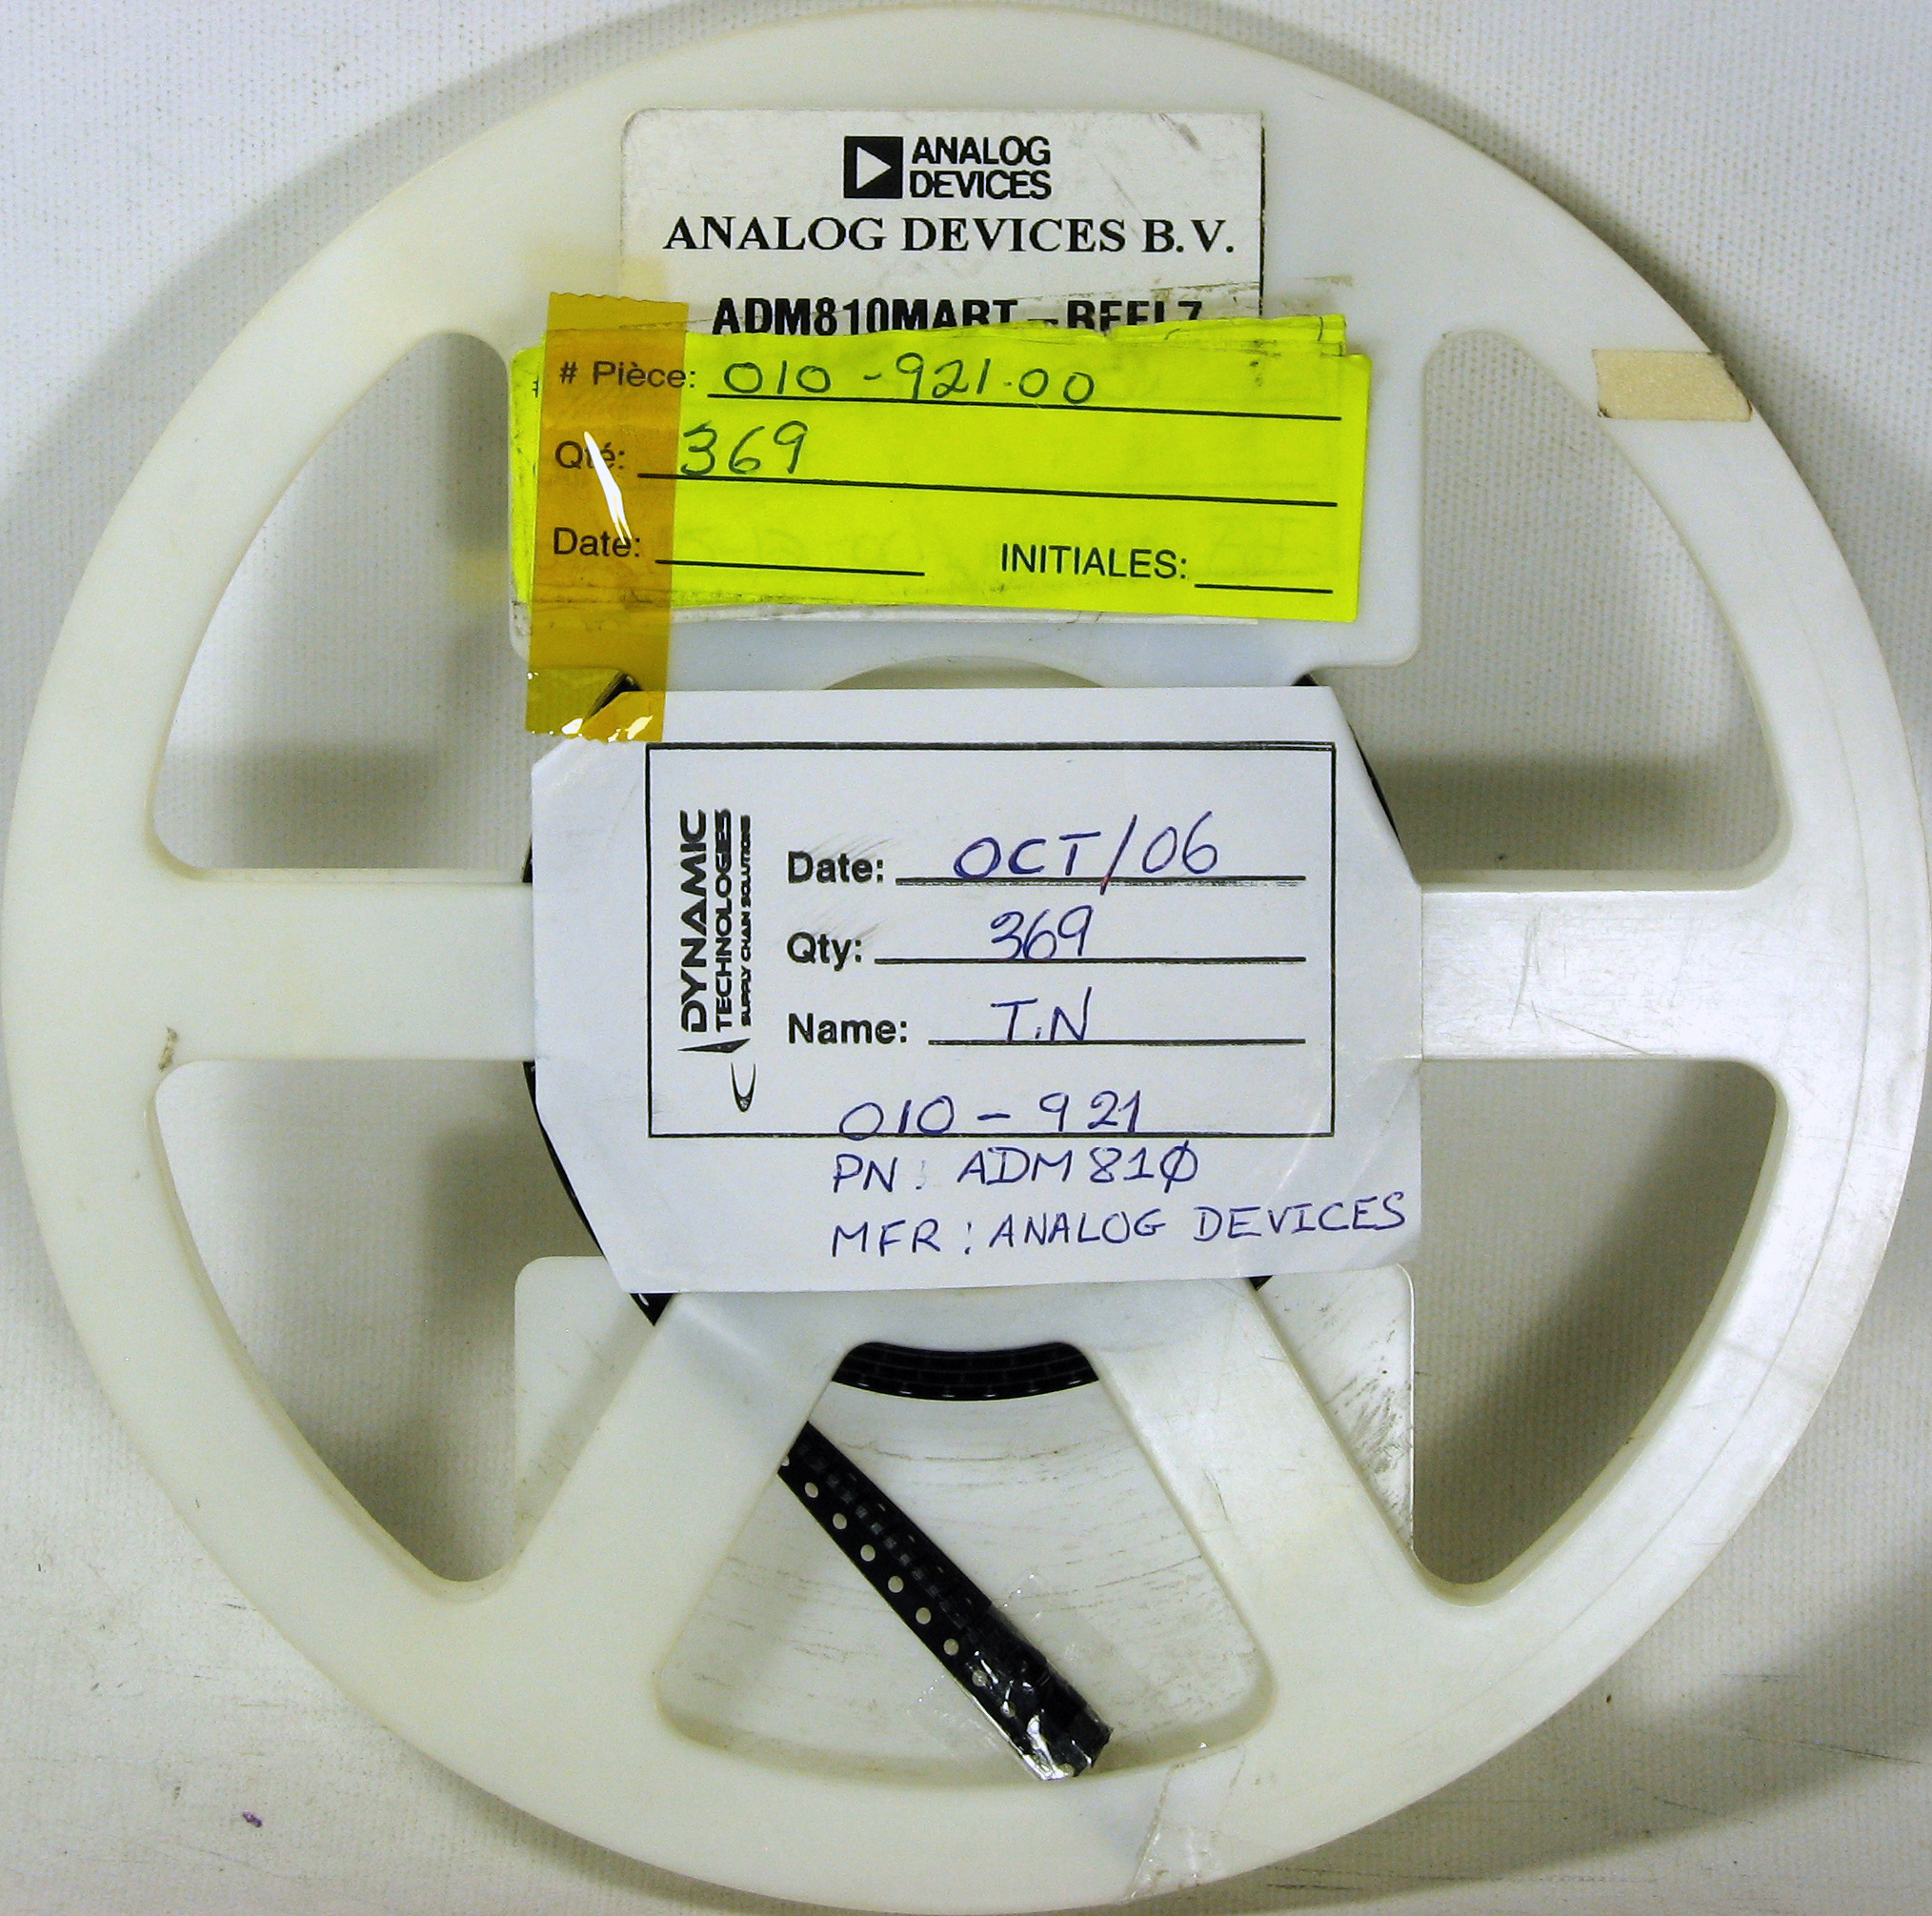 ANALOG
DEVICES
ANALOG DEVICES B.V.
ADM810MART-REEL7
# Pièce: 010-921-00
Qté: 369
Date:
INITIALES:
DYNAMIC
TECHNOLOGIES
SUPPLY CHAIN SOLUTIONS
Date: OCT/06
Qty: 369
Name: T.N
010-921
PN: ADM81Ø
MFR: ANALOG DEVICES